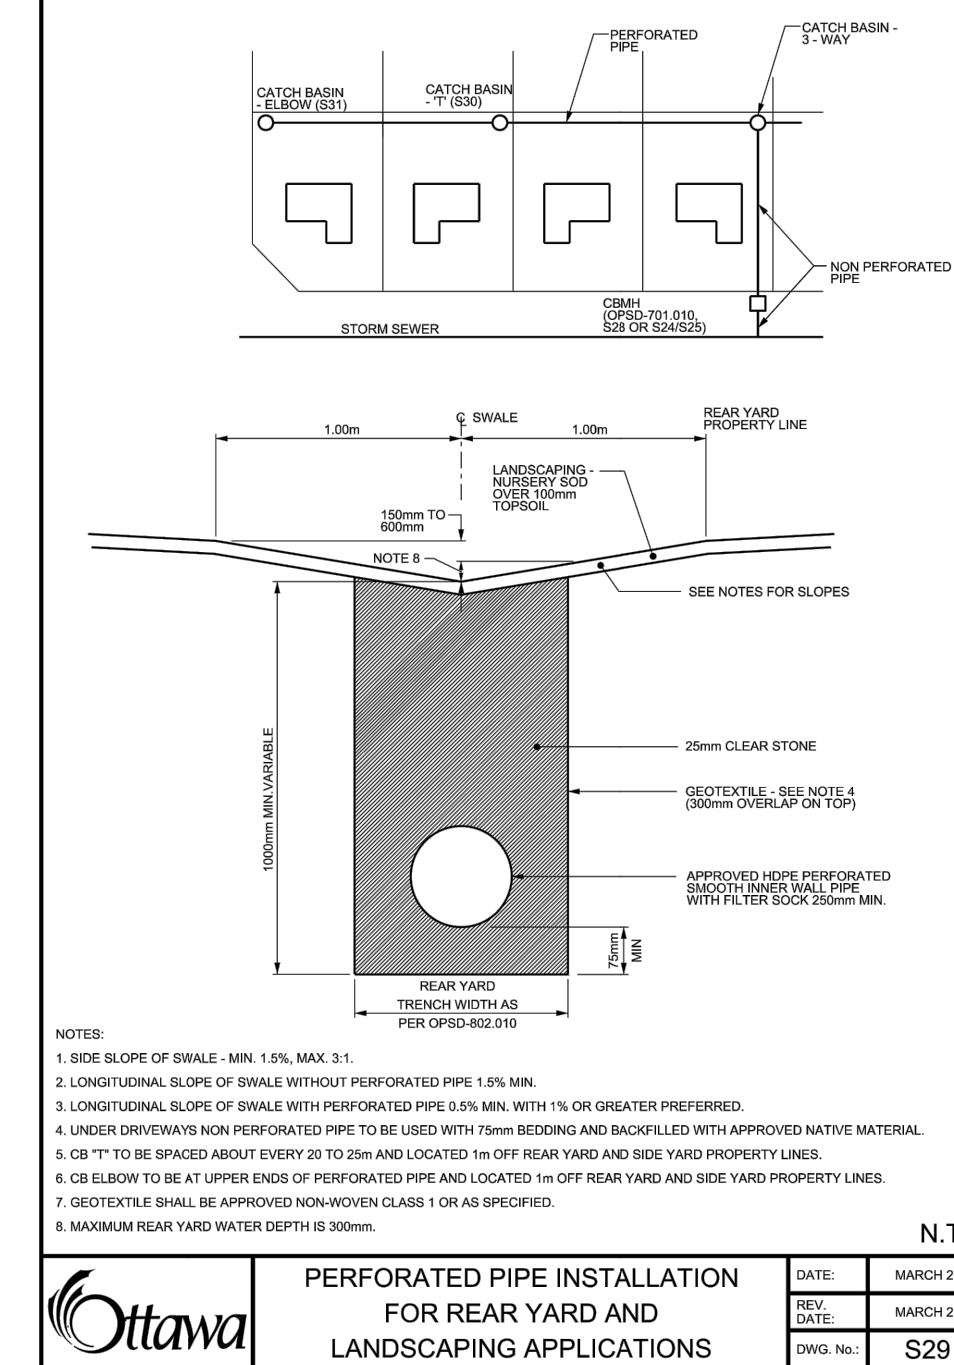 PERFORATED
PIPE
CATCH BASIN -
3 - WAY
CATCH BASIN
- ELBOW (S31)
CATCH BASIN
- 'T' (S30)
NON PERFORATED
PIPE
CBMH
(OPSD-701.010,
S28 OR S24/S25)
STORM SEWER
℄ SWALE
REAR YARD
PROPERTY LINE
1.00m
1.00m
LANDSCAPING -
NURSERY SOD
OVER 100mm
TOPSOIL
150mm TO
600mm
NOTE 8
SEE NOTES FOR SLOPES
1000mm MIN.VARIABLE
25mm CLEAR STONE
GEOTEXTILE - SEE NOTE 4
(300mm OVERLAP ON TOP)
APPROVED HDPE PERFORATED
SMOOTH INNER WALL PIPE
WITH FILTER SOCK 250mm MIN.
75mm
MIN
REAR YARD
TRENCH WIDTH AS
PER OPSD-802.010
NOTES:
1. SIDE SLOPE OF SWALE - MIN. 1.5%, MAX. 3:1.
2. LONGITUDINAL SLOPE OF SWALE WITHOUT PERFORATED PIPE 1.5% MIN.
3. LONGITUDINAL SLOPE OF SWALE WITH PERFORATED PIPE 0.5% MIN. WITH 1% OR GREATER PREFERRED.
4. UNDER DRIVEWAYS NON PERFORATED PIPE TO BE USED WITH 75mm BEDDING AND BACKFILLED WITH APPROVED NATIVE MATERIAL.
5. CB "T" TO BE SPACED ABOUT EVERY 20 TO 25m AND LOCATED 1m OFF REAR YARD AND SIDE YARD PROPERTY LINES.
6. CB ELBOW TO BE AT UPPER ENDS OF PERFORATED PIPE AND LOCATED 1m OFF REAR YARD AND SIDE YARD PROPERTY LINES.
7. GEOTEXTILE SHALL BE APPROVED NON-WOVEN CLASS 1 OR AS SPECIFIED.
8. MAXIMUM REAR YARD WATER DEPTH IS 300mm.
N.T
Ottawa
PERFORATED PIPE INSTALLATION
FOR REAR YARD AND
LANDSCAPING APPLICATIONS
DATE: MARCH 2
REV.
DATE: MARCH 2
DWG. No.: S29